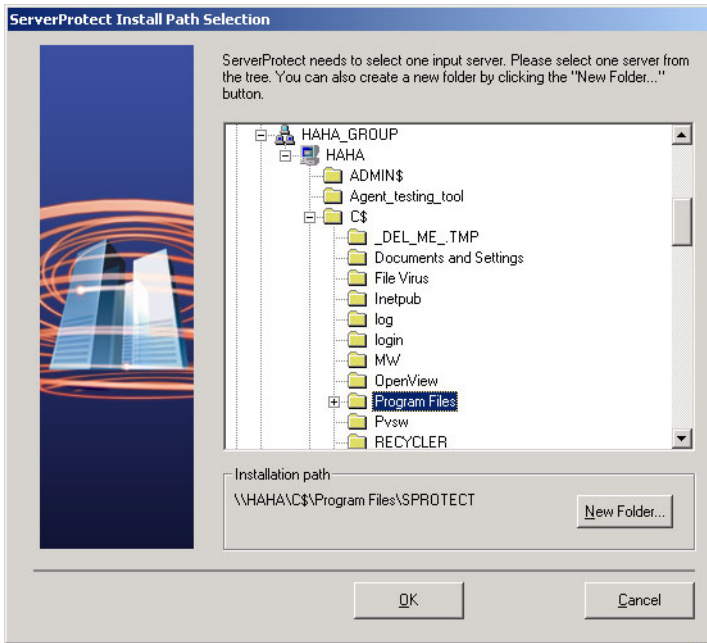 ServerProtect Install Path Selection
ServerProtect needs to select one input server. Please select one server from
the tree. You can also create a new folder by clicking the "New Folder..."
button.
HAHA_GROUP
HAHA
ADMIN$
Agent_testing_tool
C$
_DEL_ME_.TMP
Documents and Settings
File Virus
Inetpub
log
login
MW
OpenView
Program Files
Pvsw
RECYCLER
Installation path
\\HAHA\C$\Program Files\SPROTECT
New Folder...
OK
Cancel